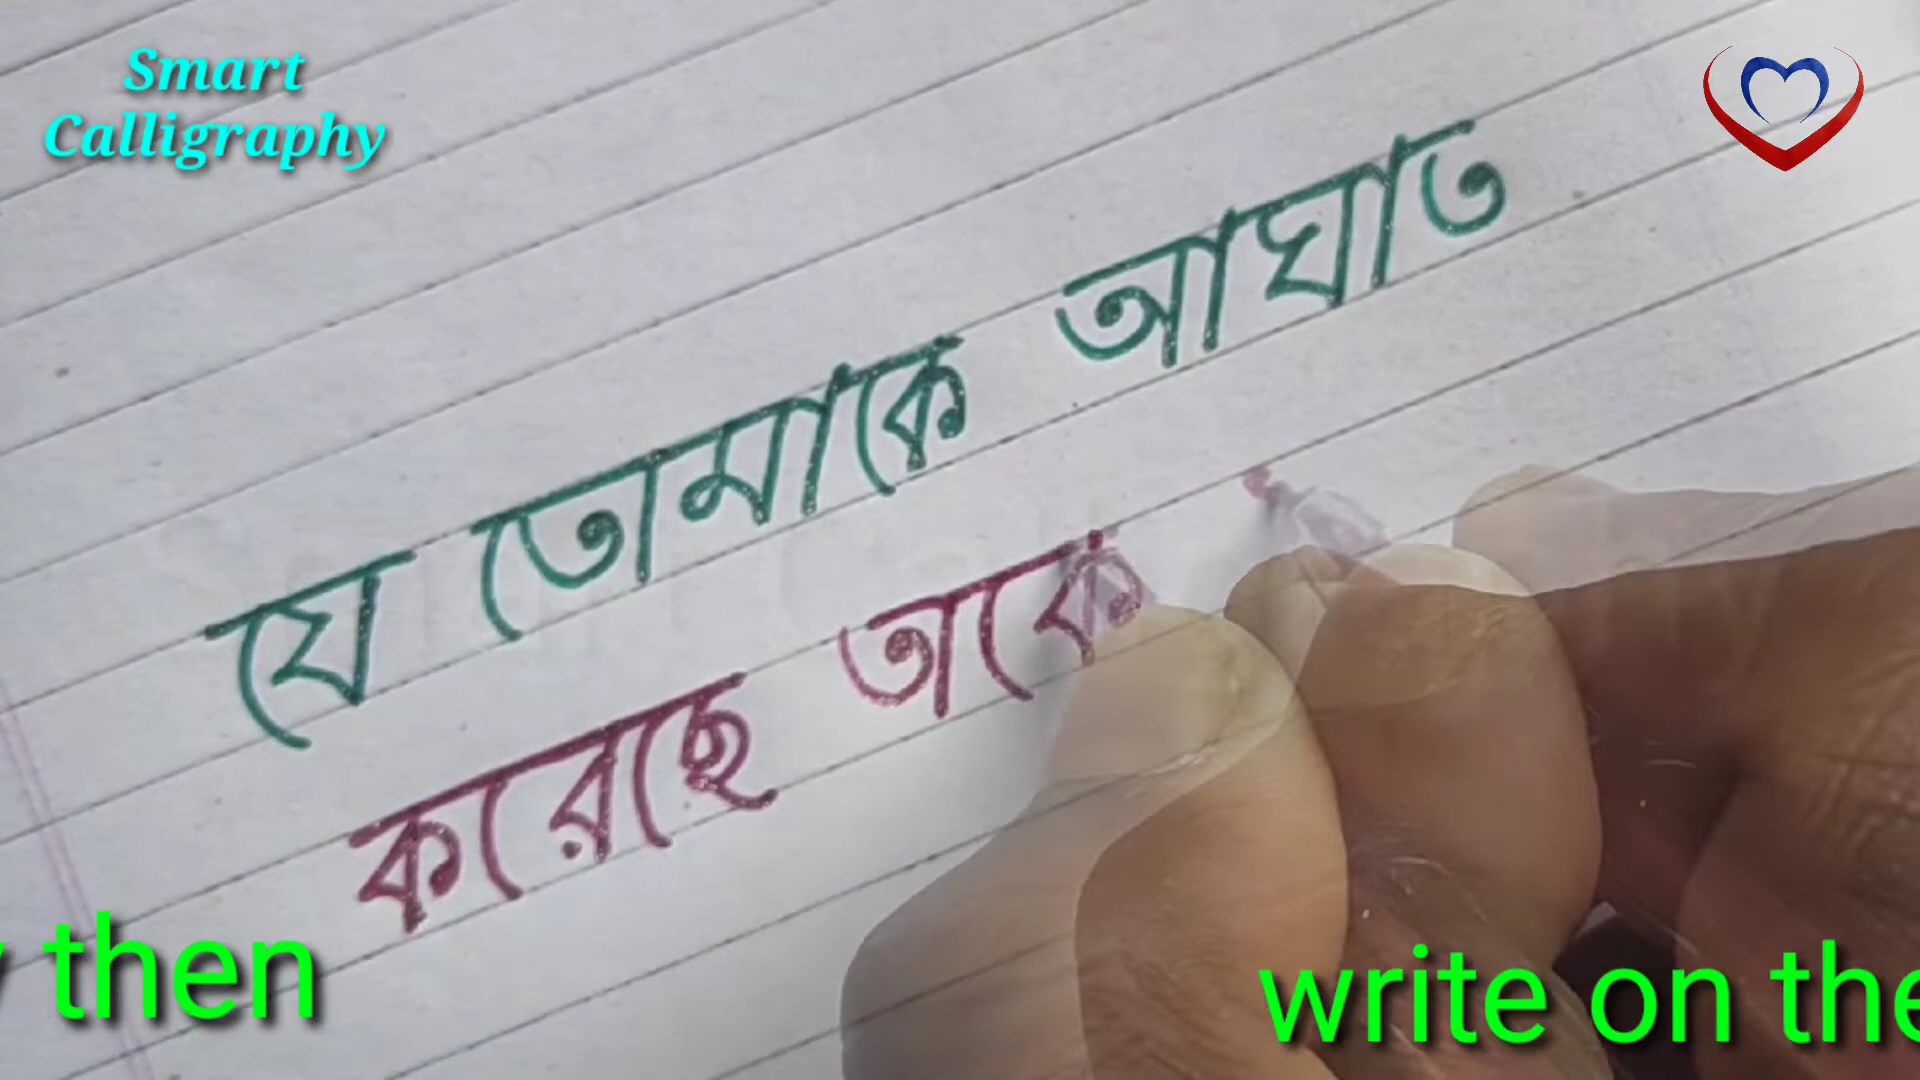 Smart
Calligraphy
যে তোমাকে আঘাত
করেছে তাকে
then
write on the